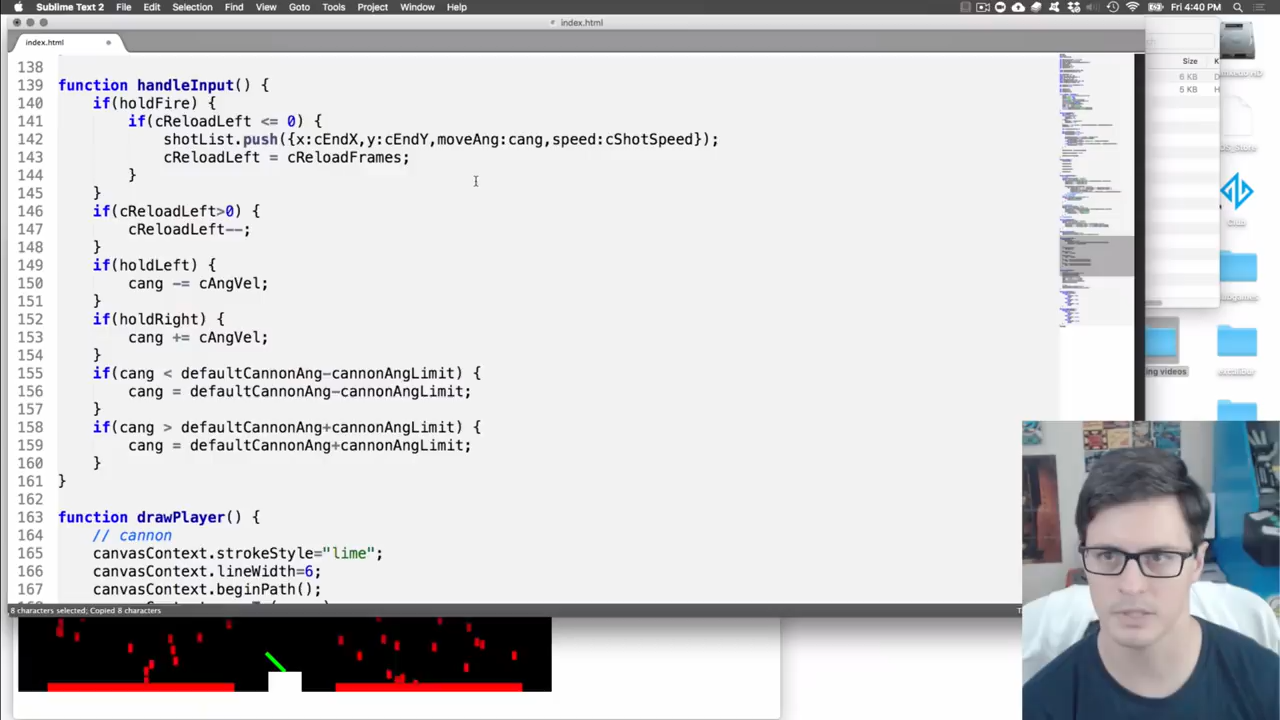 Sublime Text 2 File Edit Selection Find View Goto Tools Project Window Help Fri 4:40 PM
index.html
index.html
Size K
6 KB D
5 KB
138
139 function handleInput() {
140 if(holdFire) {
141 if(cReloadLeft <= 0) {
142 shotList.push({x:cEndX,y:cEndY,moveAng:cang,speed:cShotSpeed});
143 cReloadLeft = cReloadFrames;
144 }
145 }
146 if(cReloadLeft>0) {
147 cReloadLeft--;
148 }
149 if(holdLeft) {
150 cang -= cAngVel;
151 }
152 if(holdRight) {
153 cang += cAngVel;
154 }
155 if(cang < defaultCannonAng-cannonAngLimit) {
156 cang = defaultCannonAng-cannonAngLimit;
157 }
158 if(cang > defaultCannonAng+cannonAngLimit) {
159 cang = defaultCannonAng+cannonAngLimit;
160 }
161 }
162
163 function drawPlayer() {
164 // cannon
165 canvasContext.strokeStyle="lime";
166 canvasContext.lineWidth=6;
167 canvasContext.beginPath();
8 characters selected; Copied 8 characters
DS_Store
ing videos
excalibur